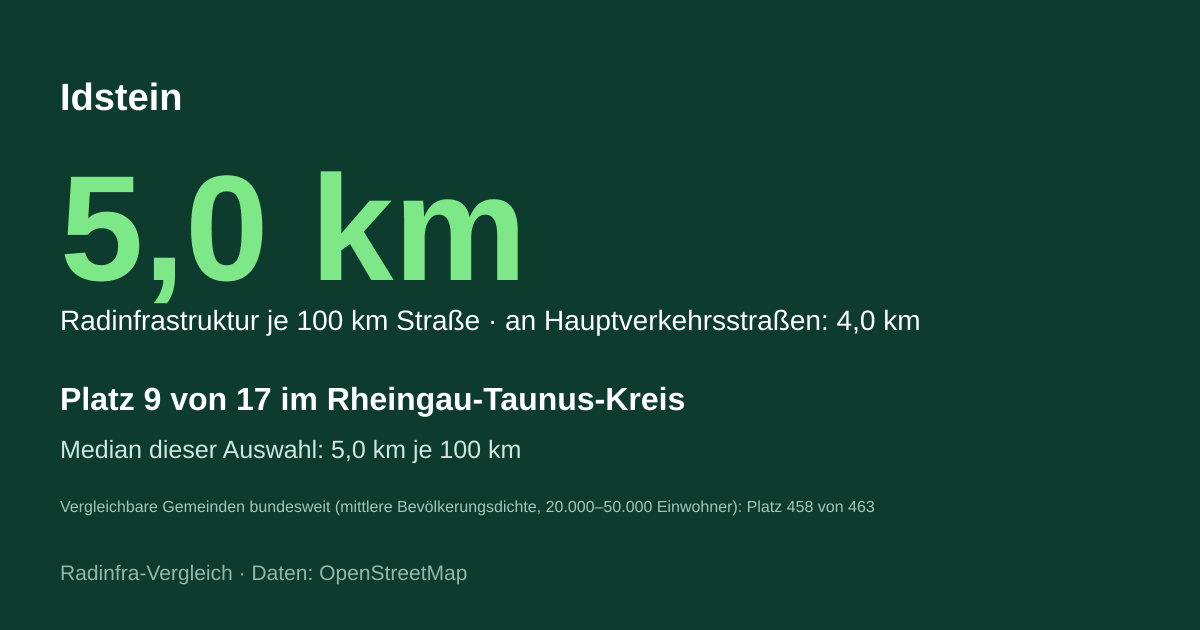 Idstein
5,0 km
Radinfrastruktur je 100 km Straße · an Hauptverkehrsstraßen: 4,0 km
Platz 9 von 17 im Rheingau-Taunus-Kreis
Median dieser Auswahl: 5,0 km je 100 km
Vergleichbare Gemeinden bundesweit (mittlere Bevölkerungsdichte, 20.000–50.000 Einwohner): Platz 458 von 463
Radinfra-Vergleich · Daten: OpenStreetMap